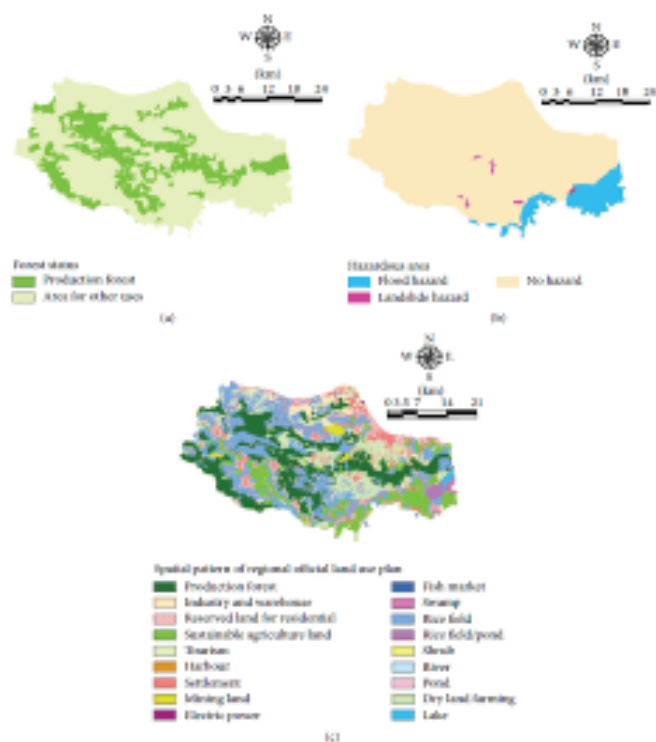 N
W E
S
(km)
0 3 6 12 18 24
Forest status
Production forest
Area for other uses
(a)
N
W E
S
(km)
0 3 6 12 18 24
Hazardous area
Flood hazard
No hazard
Landslide hazard
(b)
N
W E
S
(km)
0 3.5 7 14 21
Spatial pattern of regional official land use plan
Production forest
Industry and warehouse
Reserved land for residential
Sustainable agriculture land
Tourism
Harbour
Settlement
Mining land
Electric power
Fish market
Swamp
Rice field
Rice field/pond
Shrub
River
Pond
Dry land farming
Lake
(c)